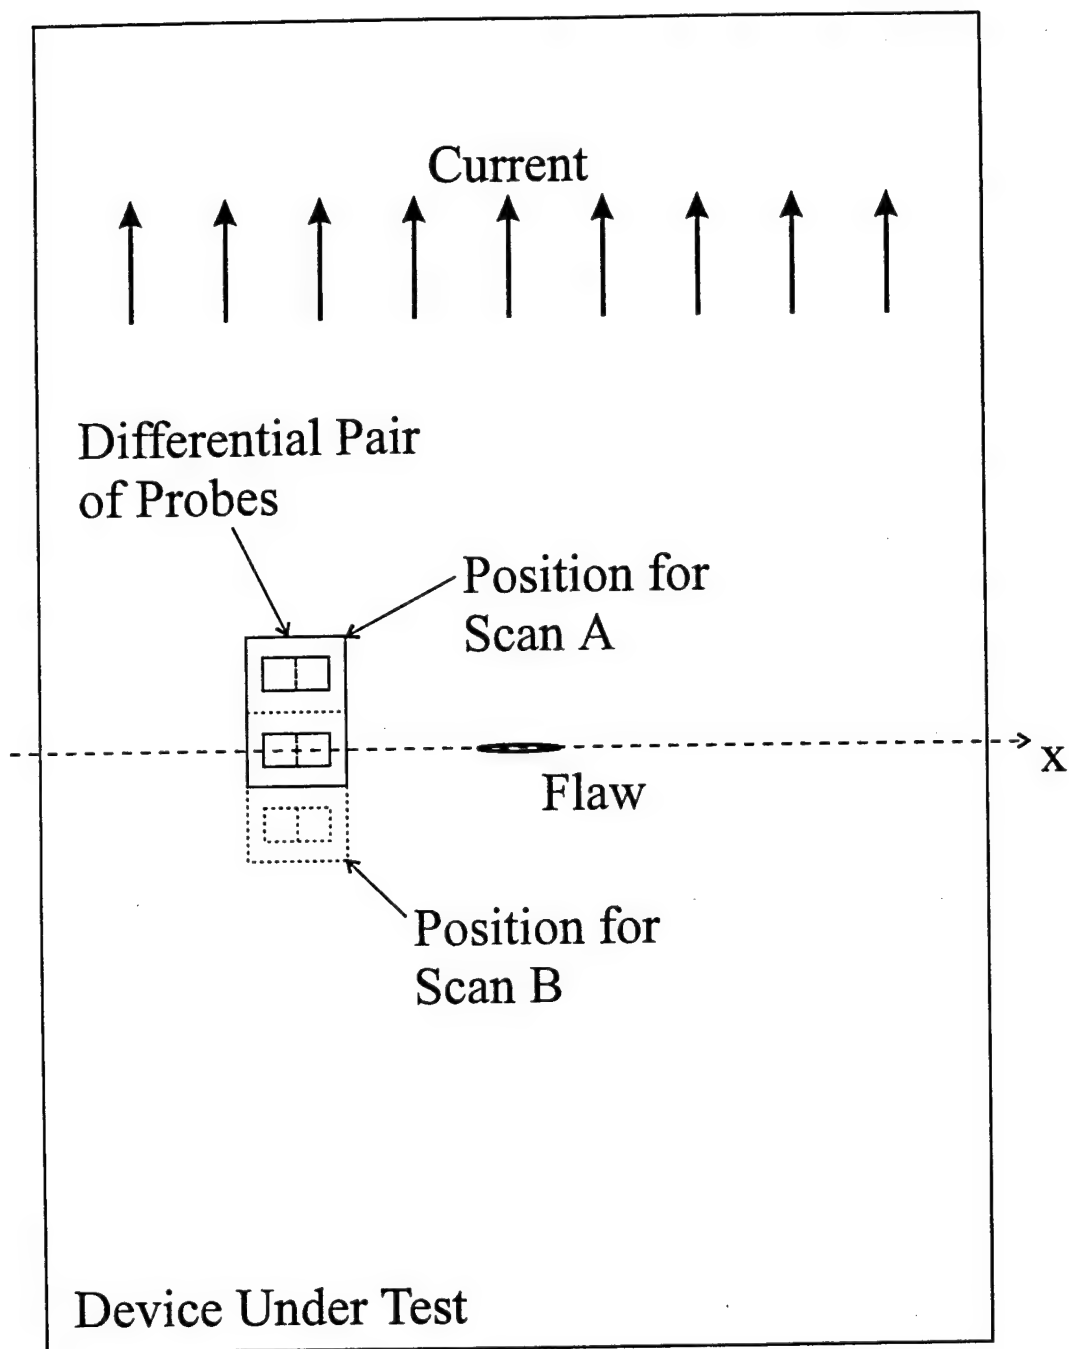 Current
Differential Pair
of Probes
Position for
Scan A
x
Flaw
Position for
Scan B
Device Under Test